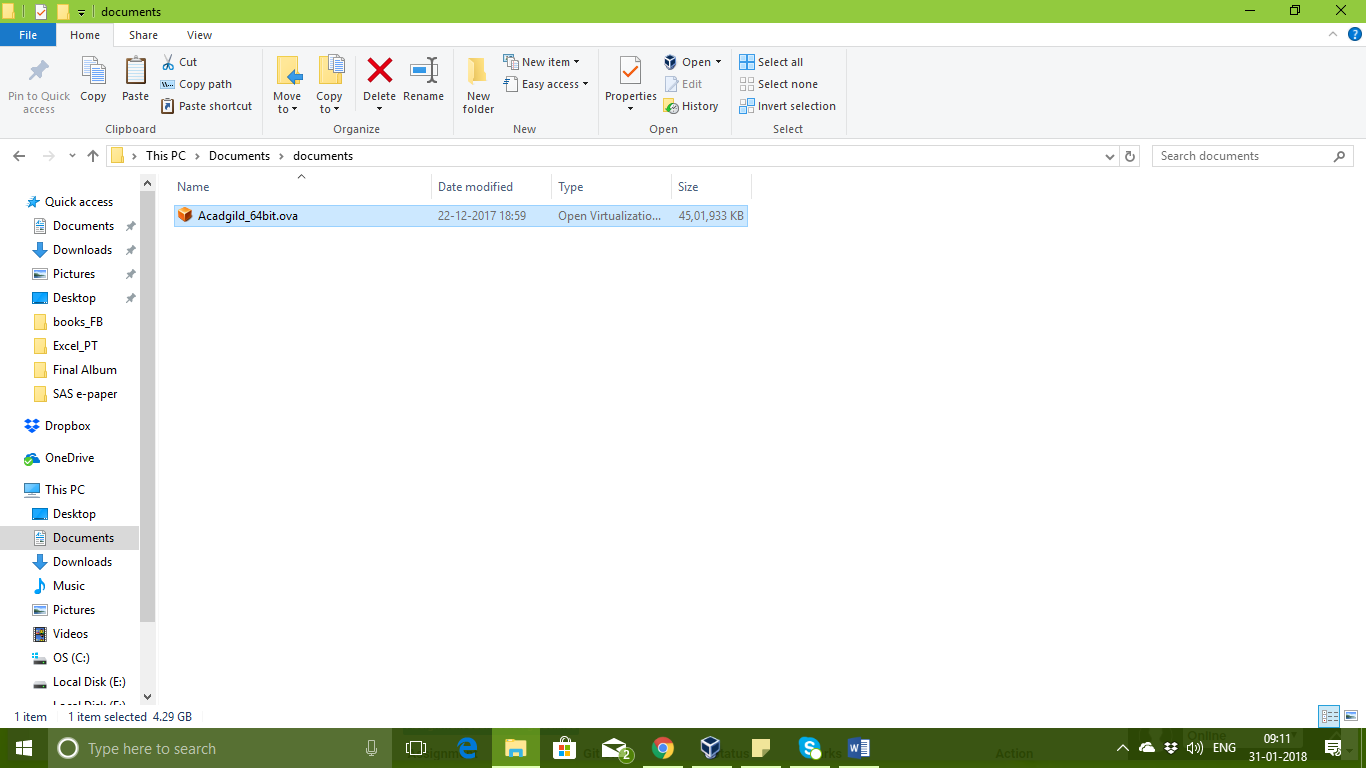 documents
File Home Share View
Pin to Quick access
Copy
Paste
Cut
Copy path
Paste shortcut
Clipboard
Move to
Copy to
Delete
Rename
Organize
New folder
New item
Easy access
New
Properties
Open
Edit
History
Open
Select all
Select none
Invert selection
Select
This PC Documents documents
Search documents
Name Date modified Type Size
Acadgild_64bit.ova 22-12-2017 18:59 Open Virtualizatio... 45,01,933 KB
Quick access
Documents
Downloads
Pictures
Desktop
books_FB
Excel_PT
Final Album
SAS e-paper
Dropbox
OneDrive
This PC
Desktop
Documents
Downloads
Music
Pictures
Videos
OS (C:)
Local Disk (E:)
1 item 1 item selected 4.29 GB
Type here to search
2
ENG
09:11
31-01-2018
Online
Action